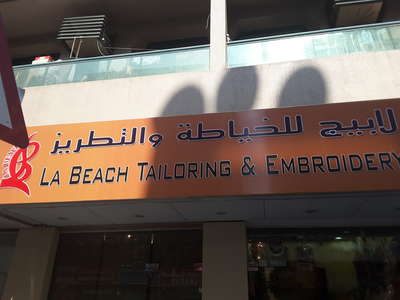 لابيج للخياطة والتطريز
LA BEACH TAILORING & EMBROIDERY